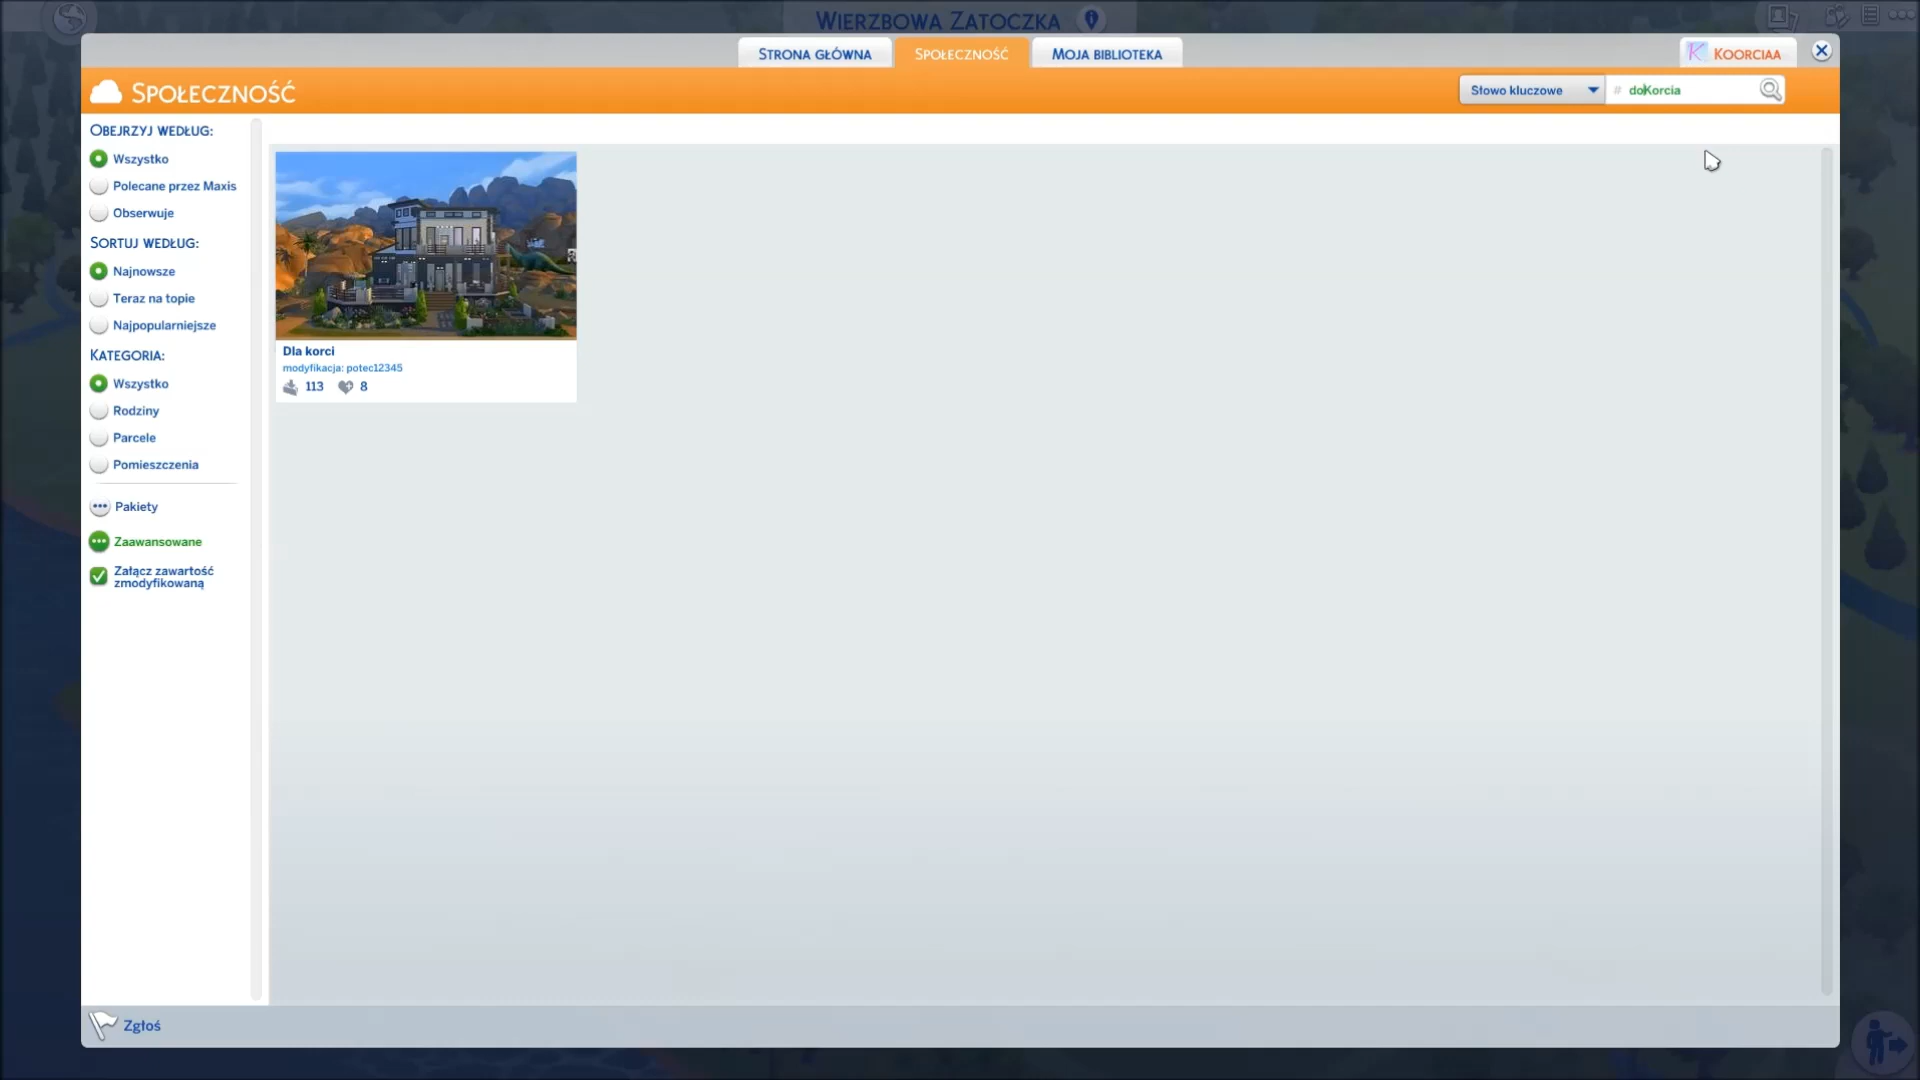 WIERZBOWA ZATOCZKA
STRONA GŁÓWNA
SPOŁECZNOŚĆ
MOJA BIBLIOTEKA
KOORCIAA
SPOŁECZNOŚĆ
Słowo kluczowe
# doKorcia
OBEJRZYJ WEDŁUG:
Wszystko
Polecane przez Maxis
Obserwuje
SORTUJ WEDŁUG:
Najnowsze
Teraz na topie
Najpopularniejsze
KATEGORIA:
Wszystko
Rodziny
Parcele
Pomieszczenia
Pakiety
Zaawansowane
Załącz zawartość
zmodyfikowaną
Dla korci
modyfikacja: potec12345
113 8
Zgłoś